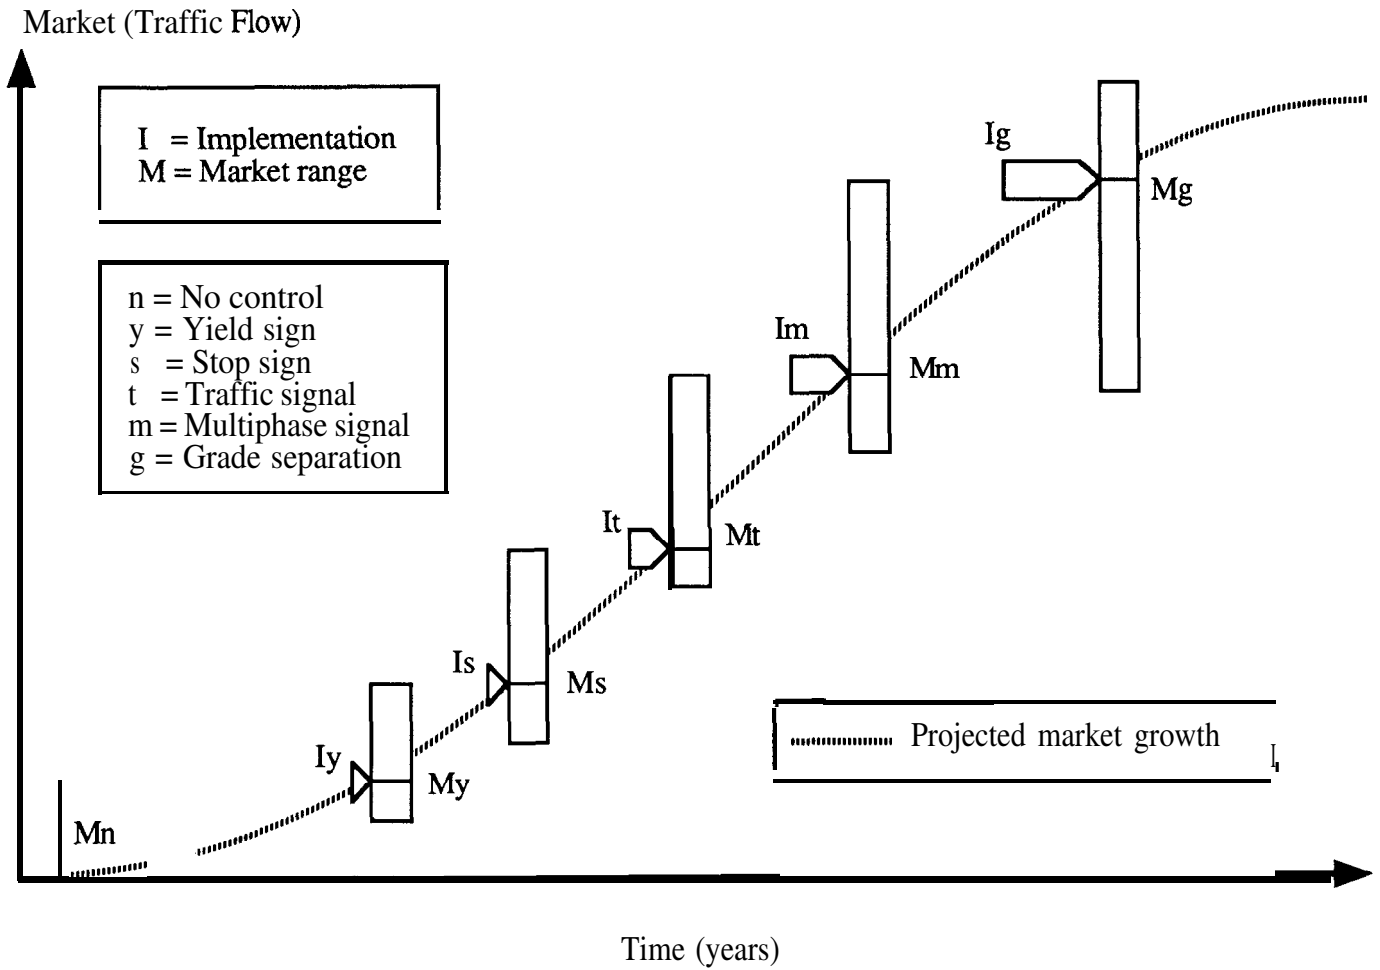 Market (Traffic Flow)
I = Implementation
M = Market range
n = No control
y = Yield sign
s = Stop sign
t = Traffic signal
m = Multiphase signal
g = Grade separation
Ig
Mg
Im
Mm
It
Mt
Is
Ms
Iy
My
Mn
Projected market growth
Time (years)